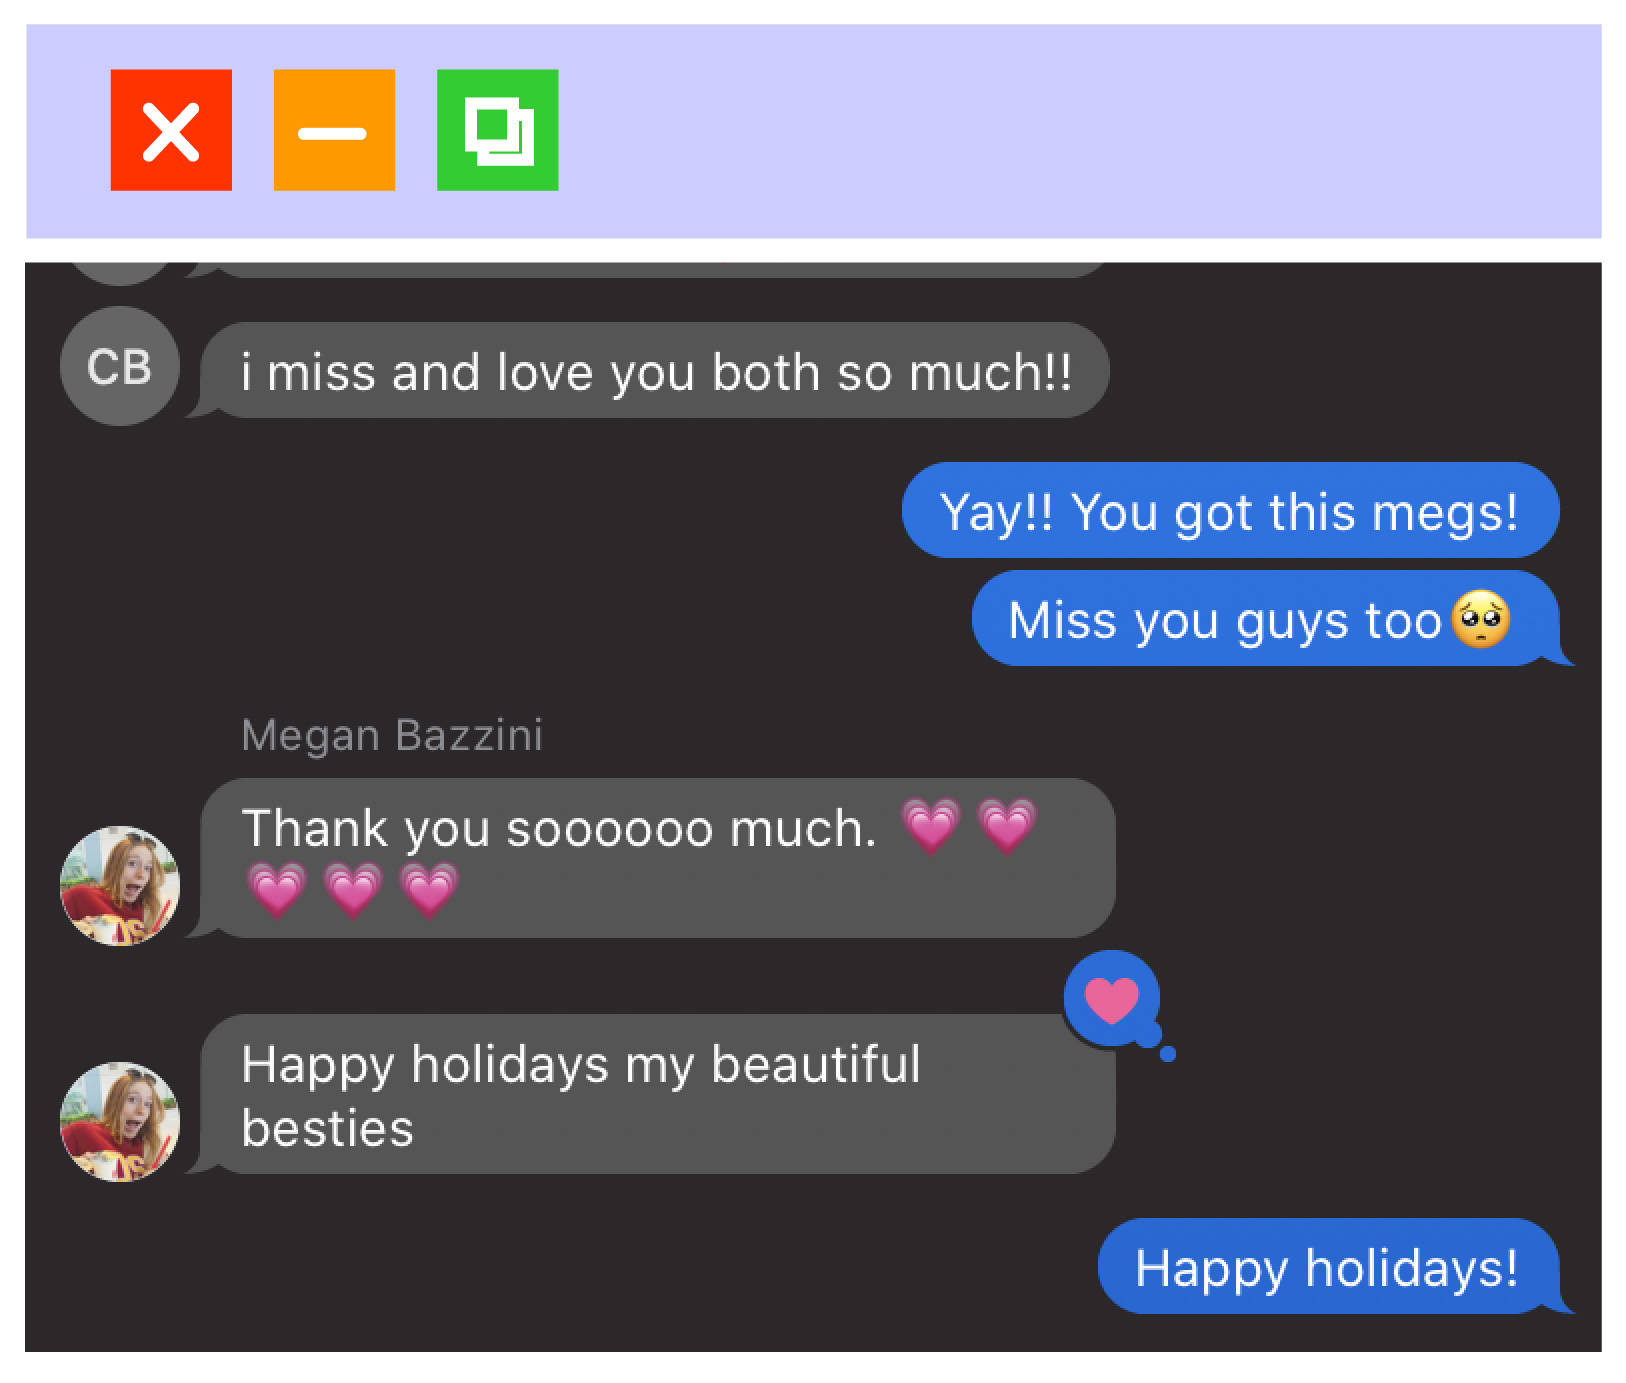 CB
i miss and love you both so much!!
Yay!! You got this megs!
Miss you guys too🥺
Megan Bazzini
Thank you soooooo much. 💗💗
💗💗💗
Happy holidays my beautiful
besties
Happy holidays!